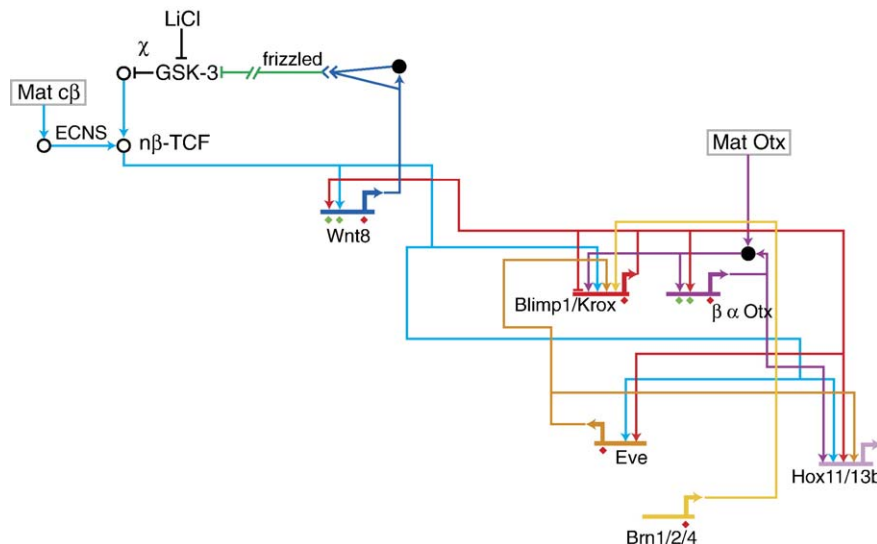 LiCl
χ
GSK-3
frizzled
Mat cβ
ECNS
nβ-TCF
Mat Otx
Wnt8
Blimp1/Krox
β α Otx
Eve
Hox11/13b
Brn1/2/4